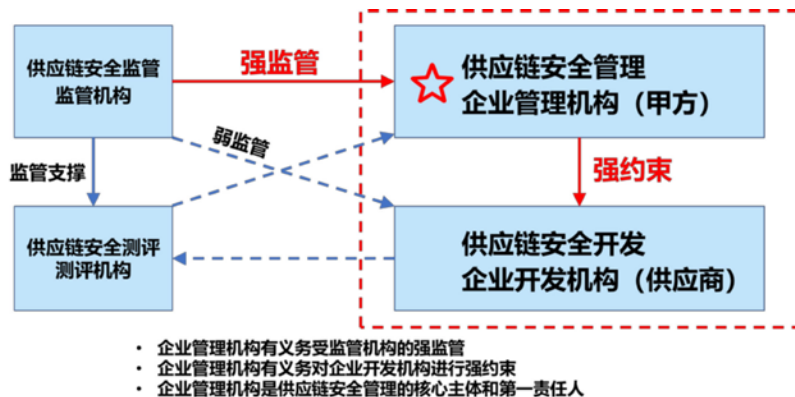 供应链安全监管
监管机构
强监管
供应链安全管理
企业管理机构（甲方）
弱监管
监管支撑
强约束
供应链安全测评
测评机构
供应链安全开发
企业开发机构（供应商）
• 企业管理机构有义务受监管机构的强监管
• 企业管理机构有义务对企业开发机构进行强约束
• 企业管理机构是供应链安全管理的核心主体和第一责任人